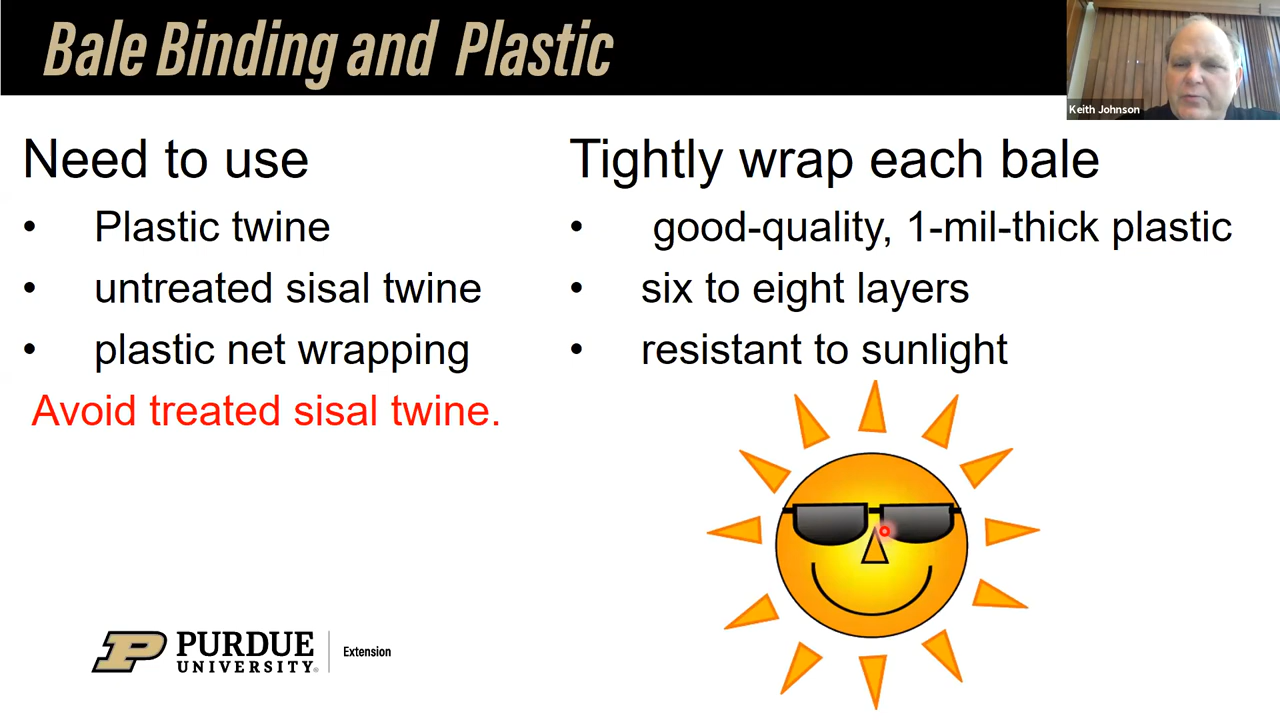 Bale Binding and Plastic
Keith Johnson
Need to use
• Plastic twine
• untreated sisal twine
• plastic net wrapping
Avoid treated sisal twine.
Tightly wrap each bale
• good-quality, 1-mil-thick plastic
• six to eight layers
• resistant to sunlight
PURDUE
UNIVERSITY®
Extension